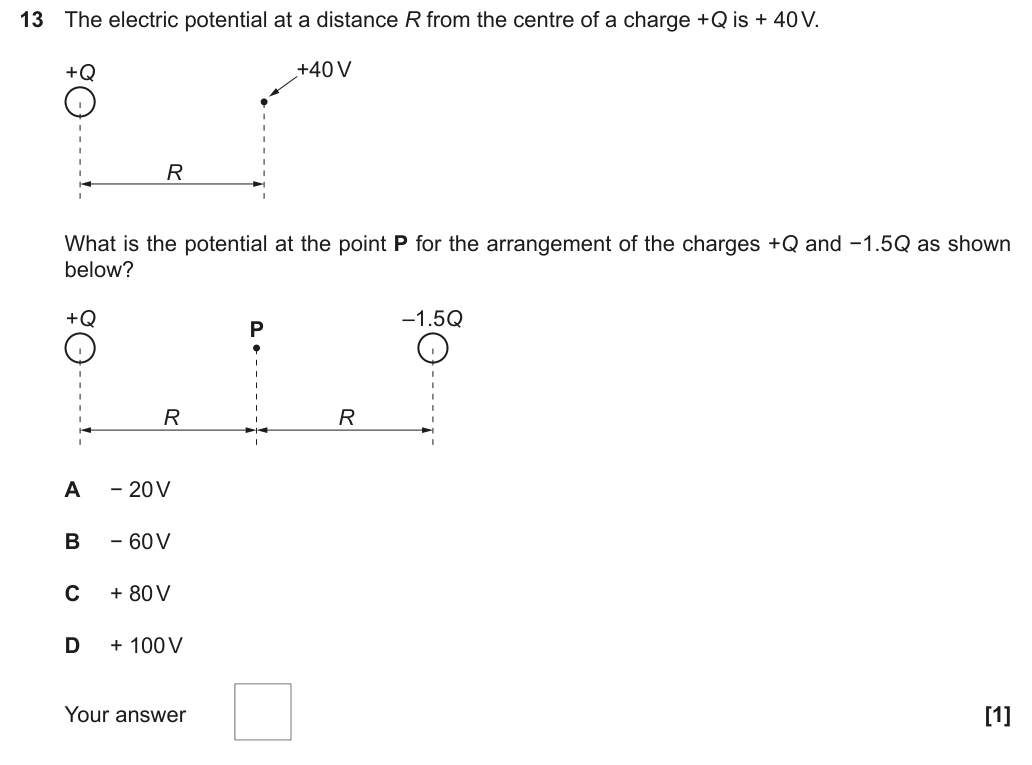 13 The electric potential at a distance R from the centre of a charge +Q is + 40 V.
+Q
+40 V
R
What is the potential at the point P for the arrangement of the charges +Q and −1.5Q as shown
below?
+Q
P
–1.5Q
R
R
A − 20 V
B − 60 V
C + 80 V
D + 100 V
Your answer
[1]